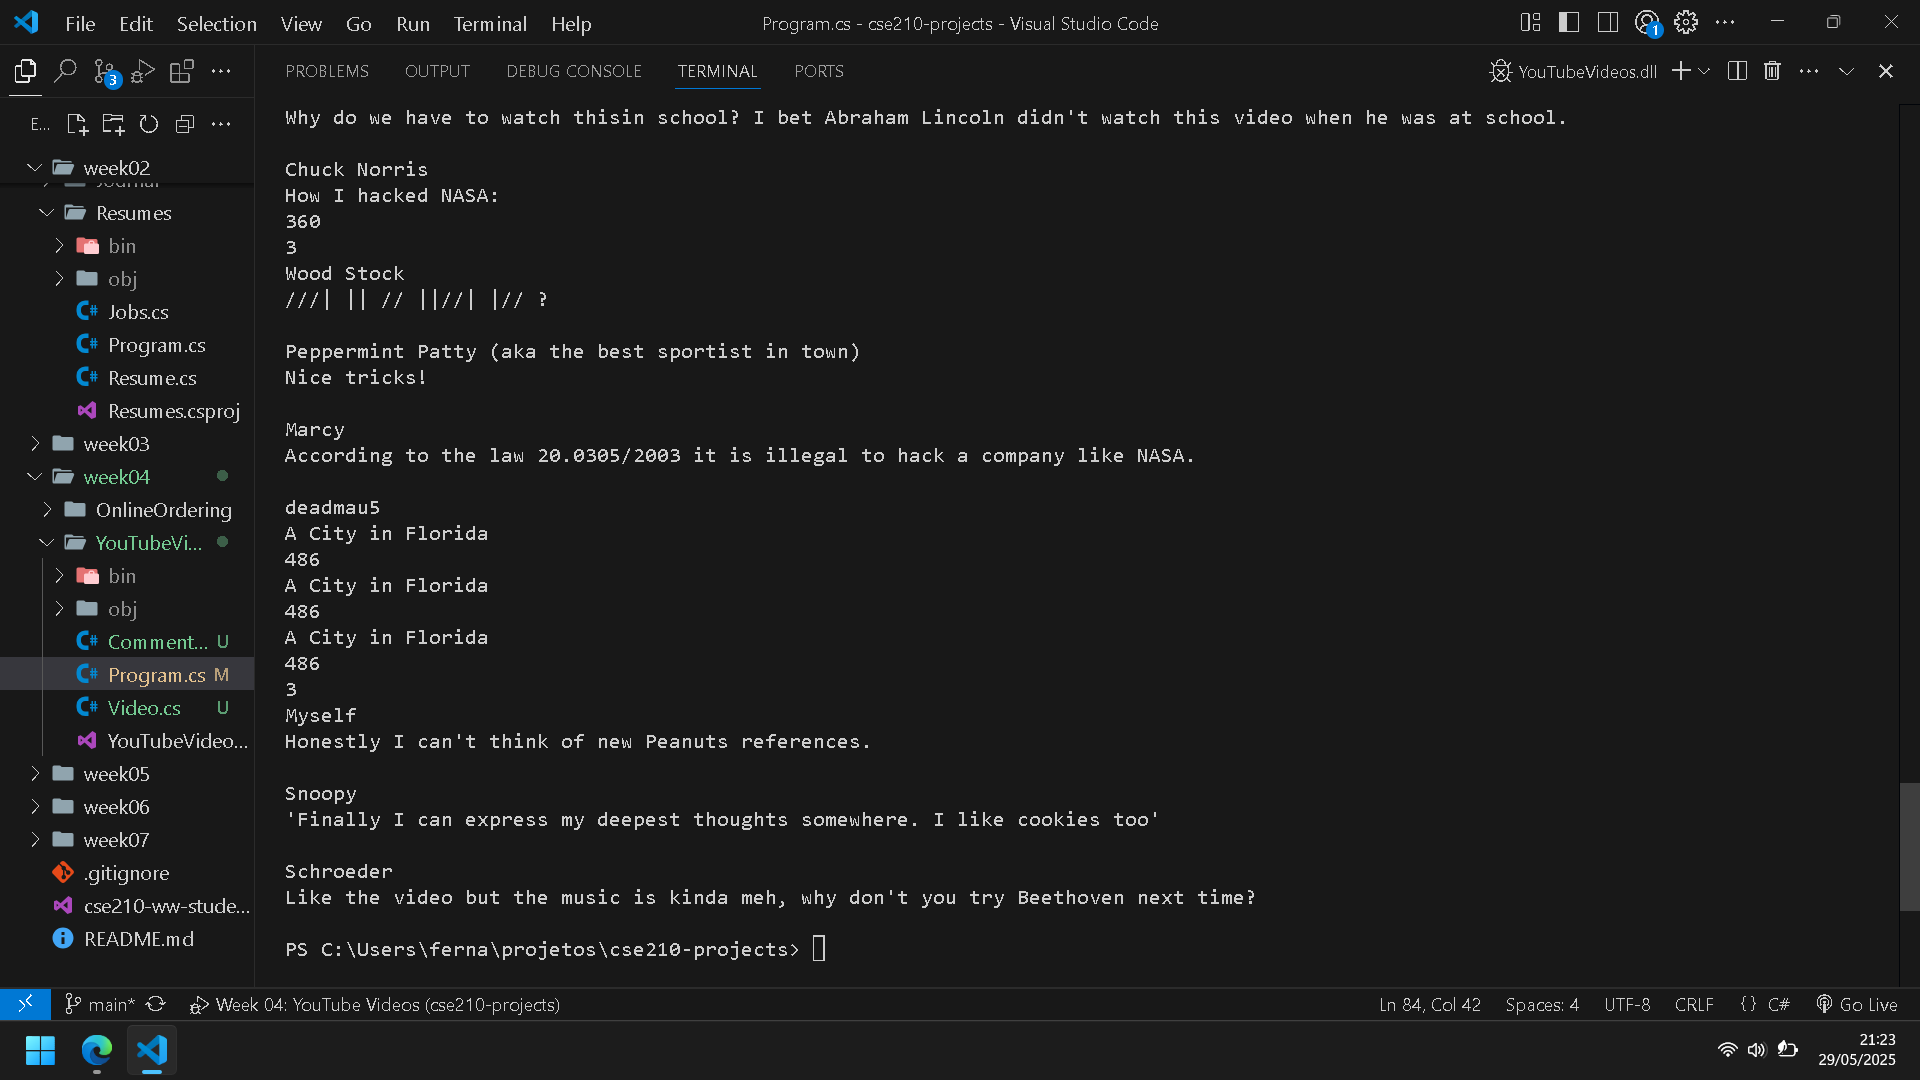 File Edit Selection View Go Run Terminal Help
Program.cs - cse210-projects - Visual Studio Code
1
3
PROBLEMS OUTPUT DEBUG CONSOLE TERMINAL PORTS
YouTubeVideos.dll
E...
week02
Resumes
bin
obj
Jobs.cs
Program.cs
Resume.cs
Resumes.csproj
week03
week04
OnlineOrdering
YouTubeVi...
bin
obj
Comment... U
Program.cs M
Video.cs U
YouTubeVideo...
week05
week06
week07
.gitignore
cse210-ww-stude...
README.md
Why do we have to watch thisin school? I bet Abraham Lincoln didn't watch this video when he was at school.
Chuck Norris
How I hacked NASA:
360
3
Wood Stock
///| || // ||//| |// ?
Peppermint Patty (aka the best sportist in town)
Nice tricks!
Marcy
According to the law 20.0305/2003 it is illegal to hack a company like NASA.
deadmau5
A City in Florida
486
A City in Florida
486
A City in Florida
486
3
Myself
Honestly I can't think of new Peanuts references.
Snoopy
'Finally I can express my deepest thoughts somewhere. I like cookies too'
Schroeder
Like the video but the music is kinda meh, why don't you try Beethoven next time?
PS C:\Users\ferna\projetos\cse210-projects>
main* Week 04: YouTube Videos (cse210-projects)
Ln 84, Col 42 Spaces: 4 UTF-8 CRLF {} C# Go Live
21:23
29/05/2025